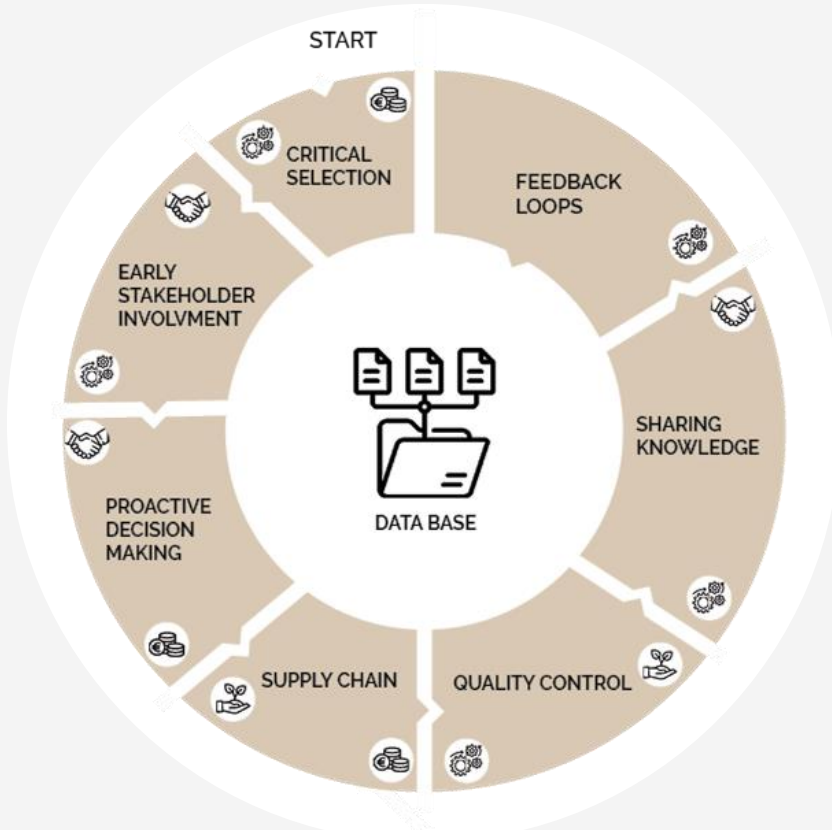 START
CRITICAL
SELECTION
FEEDBACK
LOOPS
EARLY
STAKEHOLDER
INVOLVMENT
SHARING
KNOWLEDGE
PROACTIVE
DECISION
MAKING
DATA BASE
SUPPLY CHAIN
QUALITY CONTROL